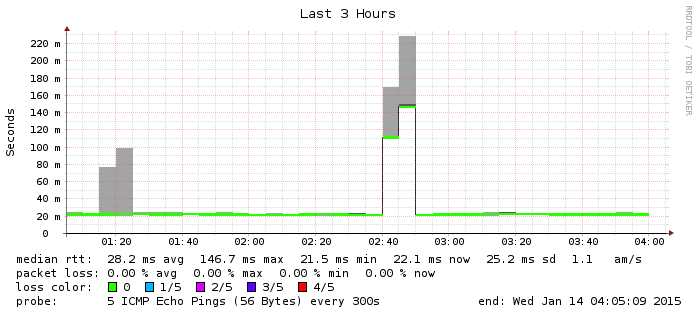 Last 3 Hours
RRDTOOL / TOBI OETIKER
Seconds
220 m
200 m
180 m
160 m
140 m
120 m
100 m
80 m
60 m
40 m
20 m
0
01:20 01:40 02:00 02:20 02:40 03:00 03:20 03:40 04:00
median rtt: 28.2 ms avg 146.7 ms max 21.5 ms min 22.1 ms now 25.2 ms sd 1.1 am/s
packet loss: 0.00 % avg 0.00 % max 0.00 % min 0.00 % now
loss color: 0 1/5 2/5 3/5 4/5
probe: 5 ICMP Echo Pings (56 Bytes) every 300s end: Wed Jan 14 04:05:09 2015